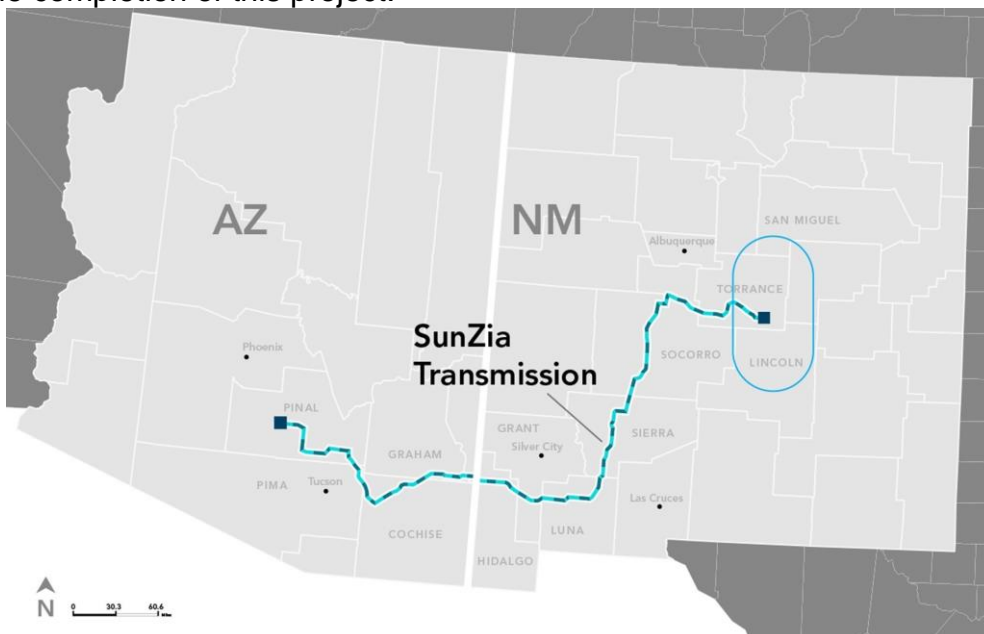 AZ
NM
SAN MIGUEL
Albuquerque
TORRANCE
SunZia
Transmission
SOCORRO
LINCOLN
Phoenix
PINAL
GRANT
Silver City
SIERRA
GRAHAM
PIMA
Tucson
Las Cruces
COCHISE
LUNA
HIDALGO
N
0 30.3 60.6